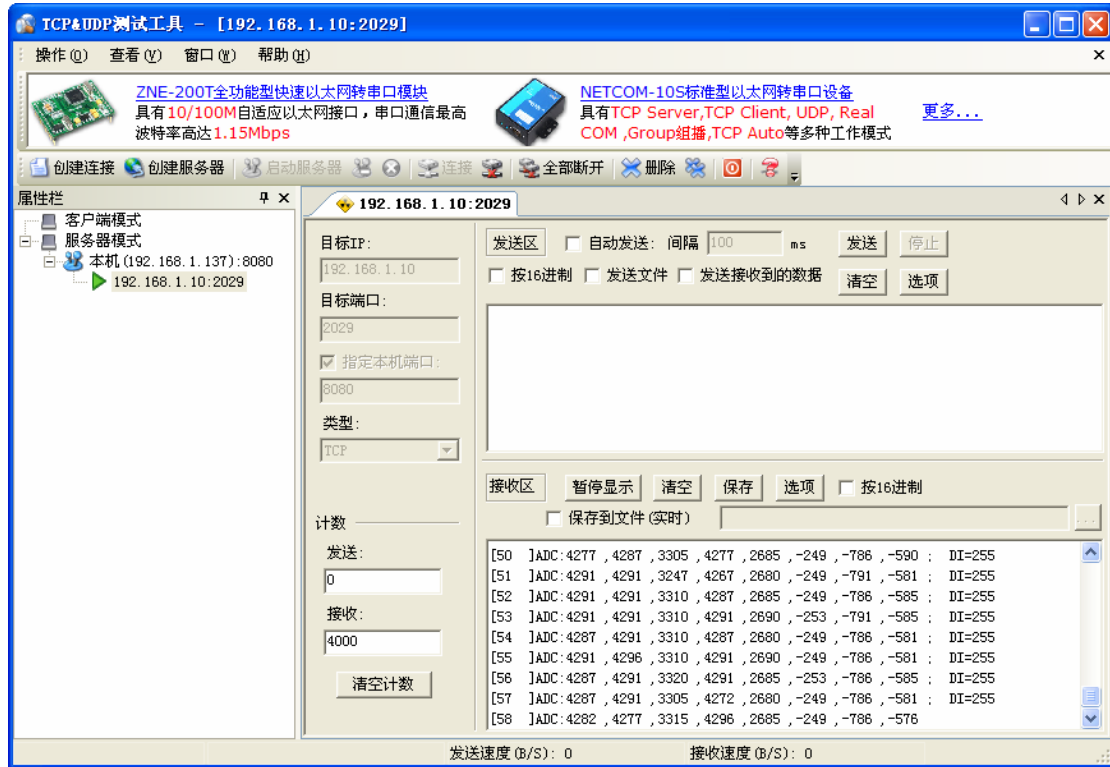 TCP&UDP测试工具 - [192.168.1.10:2029]
操作(O) 查看(V) 窗口(W) 帮助(H)
ZNE-200T全功能型快速以太网转串口模块
具有10/100M自适应以太网接口，串口通信最高
波特率高达1.15Mbps
NETCOM-10S标准型以太网转串口设备
具有TCP Server,TCP Client, UDP, Real
COM ,Group组播,TCP Auto等多种工作模式
更多...
创建连接 创建服务器 启动服务器 连接 全部断开 删除
属性栏
客户端模式
服务器模式
本机(192.168.1.137):8080
192.168.1.10:2029
192.168.1.10:2029
目标IP:
192.168.1.10
目标端口:
2029
指定本机端口:
8080
类型:
TCP
计数
发送:
0
接收:
4000
清空计数
发送区 自动发送: 间隔 100 ms 发送 停止
按16进制 发送文件 发送接收到的数据 清空 选项
接收区 暂停显示 清空 保存 选项 按16进制
保存到文件(实时) ...
[50 ]ADC:4277 ,4287 ,3305 ,4277 ,2685 ,-249 ,-786 ,-590 ; DI=255
[51 ]ADC:4291 ,4291 ,3247 ,4267 ,2680 ,-249 ,-791 ,-581 ; DI=255
[52 ]ADC:4291 ,4291 ,3310 ,4287 ,2685 ,-249 ,-786 ,-585 ; DI=255
[53 ]ADC:4291 ,4291 ,3310 ,4291 ,2690 ,-253 ,-791 ,-585 ; DI=255
[54 ]ADC:4287 ,4291 ,3310 ,4287 ,2680 ,-249 ,-786 ,-581 ; DI=255
[55 ]ADC:4291 ,4296 ,3310 ,4291 ,2690 ,-249 ,-786 ,-581 ; DI=255
[56 ]ADC:4287 ,4291 ,3320 ,4291 ,2685 ,-253 ,-786 ,-585 ; DI=255
[57 ]ADC:4287 ,4291 ,3305 ,4272 ,2680 ,-249 ,-786 ,-581 ; DI=255
[58 ]ADC:4282 ,4277 ,3315 ,4296 ,2685 ,-249 ,-786 ,-576
发送速度(B/S): 0 接收速度(B/S): 0